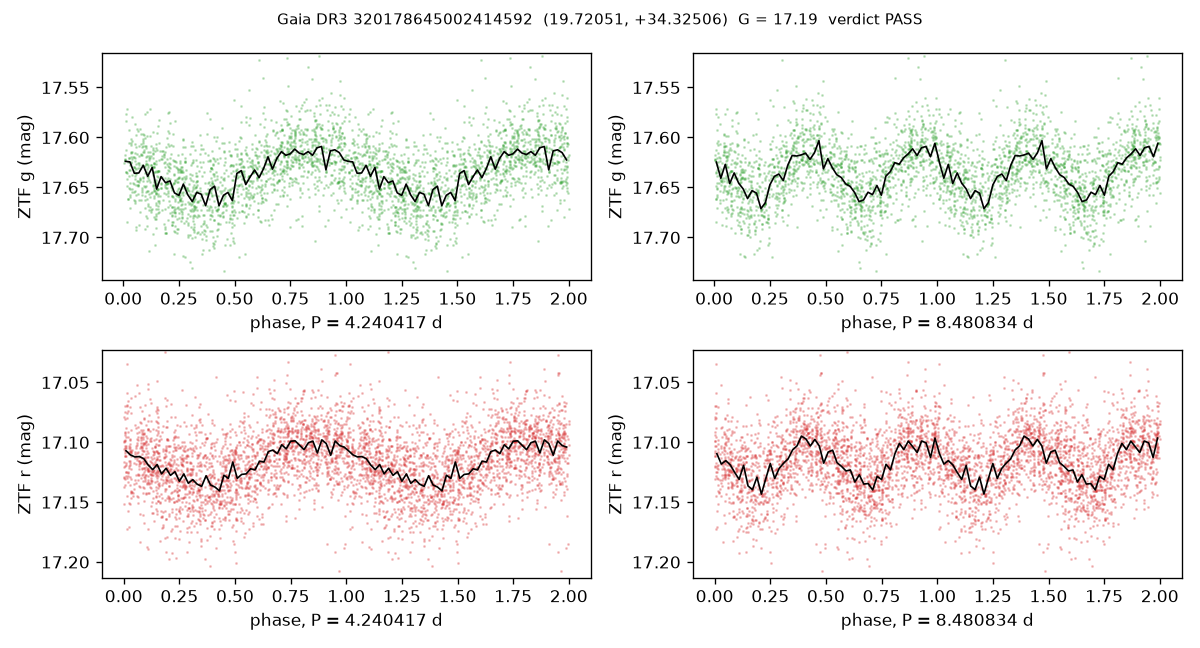 Gaia DR3 320178645002414592  (19.72051, +34.32506)  G = 17.19  verdict PASS
ZTF g (mag)
17.55
17.60
17.65
17.70
0.00 0.25 0.50 0.75 1.00 1.25 1.50 1.75 2.00
phase, P = 4.240417 d
ZTF g (mag)
17.55
17.60
17.65
17.70
0.00 0.25 0.50 0.75 1.00 1.25 1.50 1.75 2.00
phase, P = 8.480834 d
ZTF r (mag)
17.05
17.10
17.15
17.20
0.00 0.25 0.50 0.75 1.00 1.25 1.50 1.75 2.00
phase, P = 4.240417 d
ZTF r (mag)
17.05
17.10
17.15
17.20
0.00 0.25 0.50 0.75 1.00 1.25 1.50 1.75 2.00
phase, P = 8.480834 d